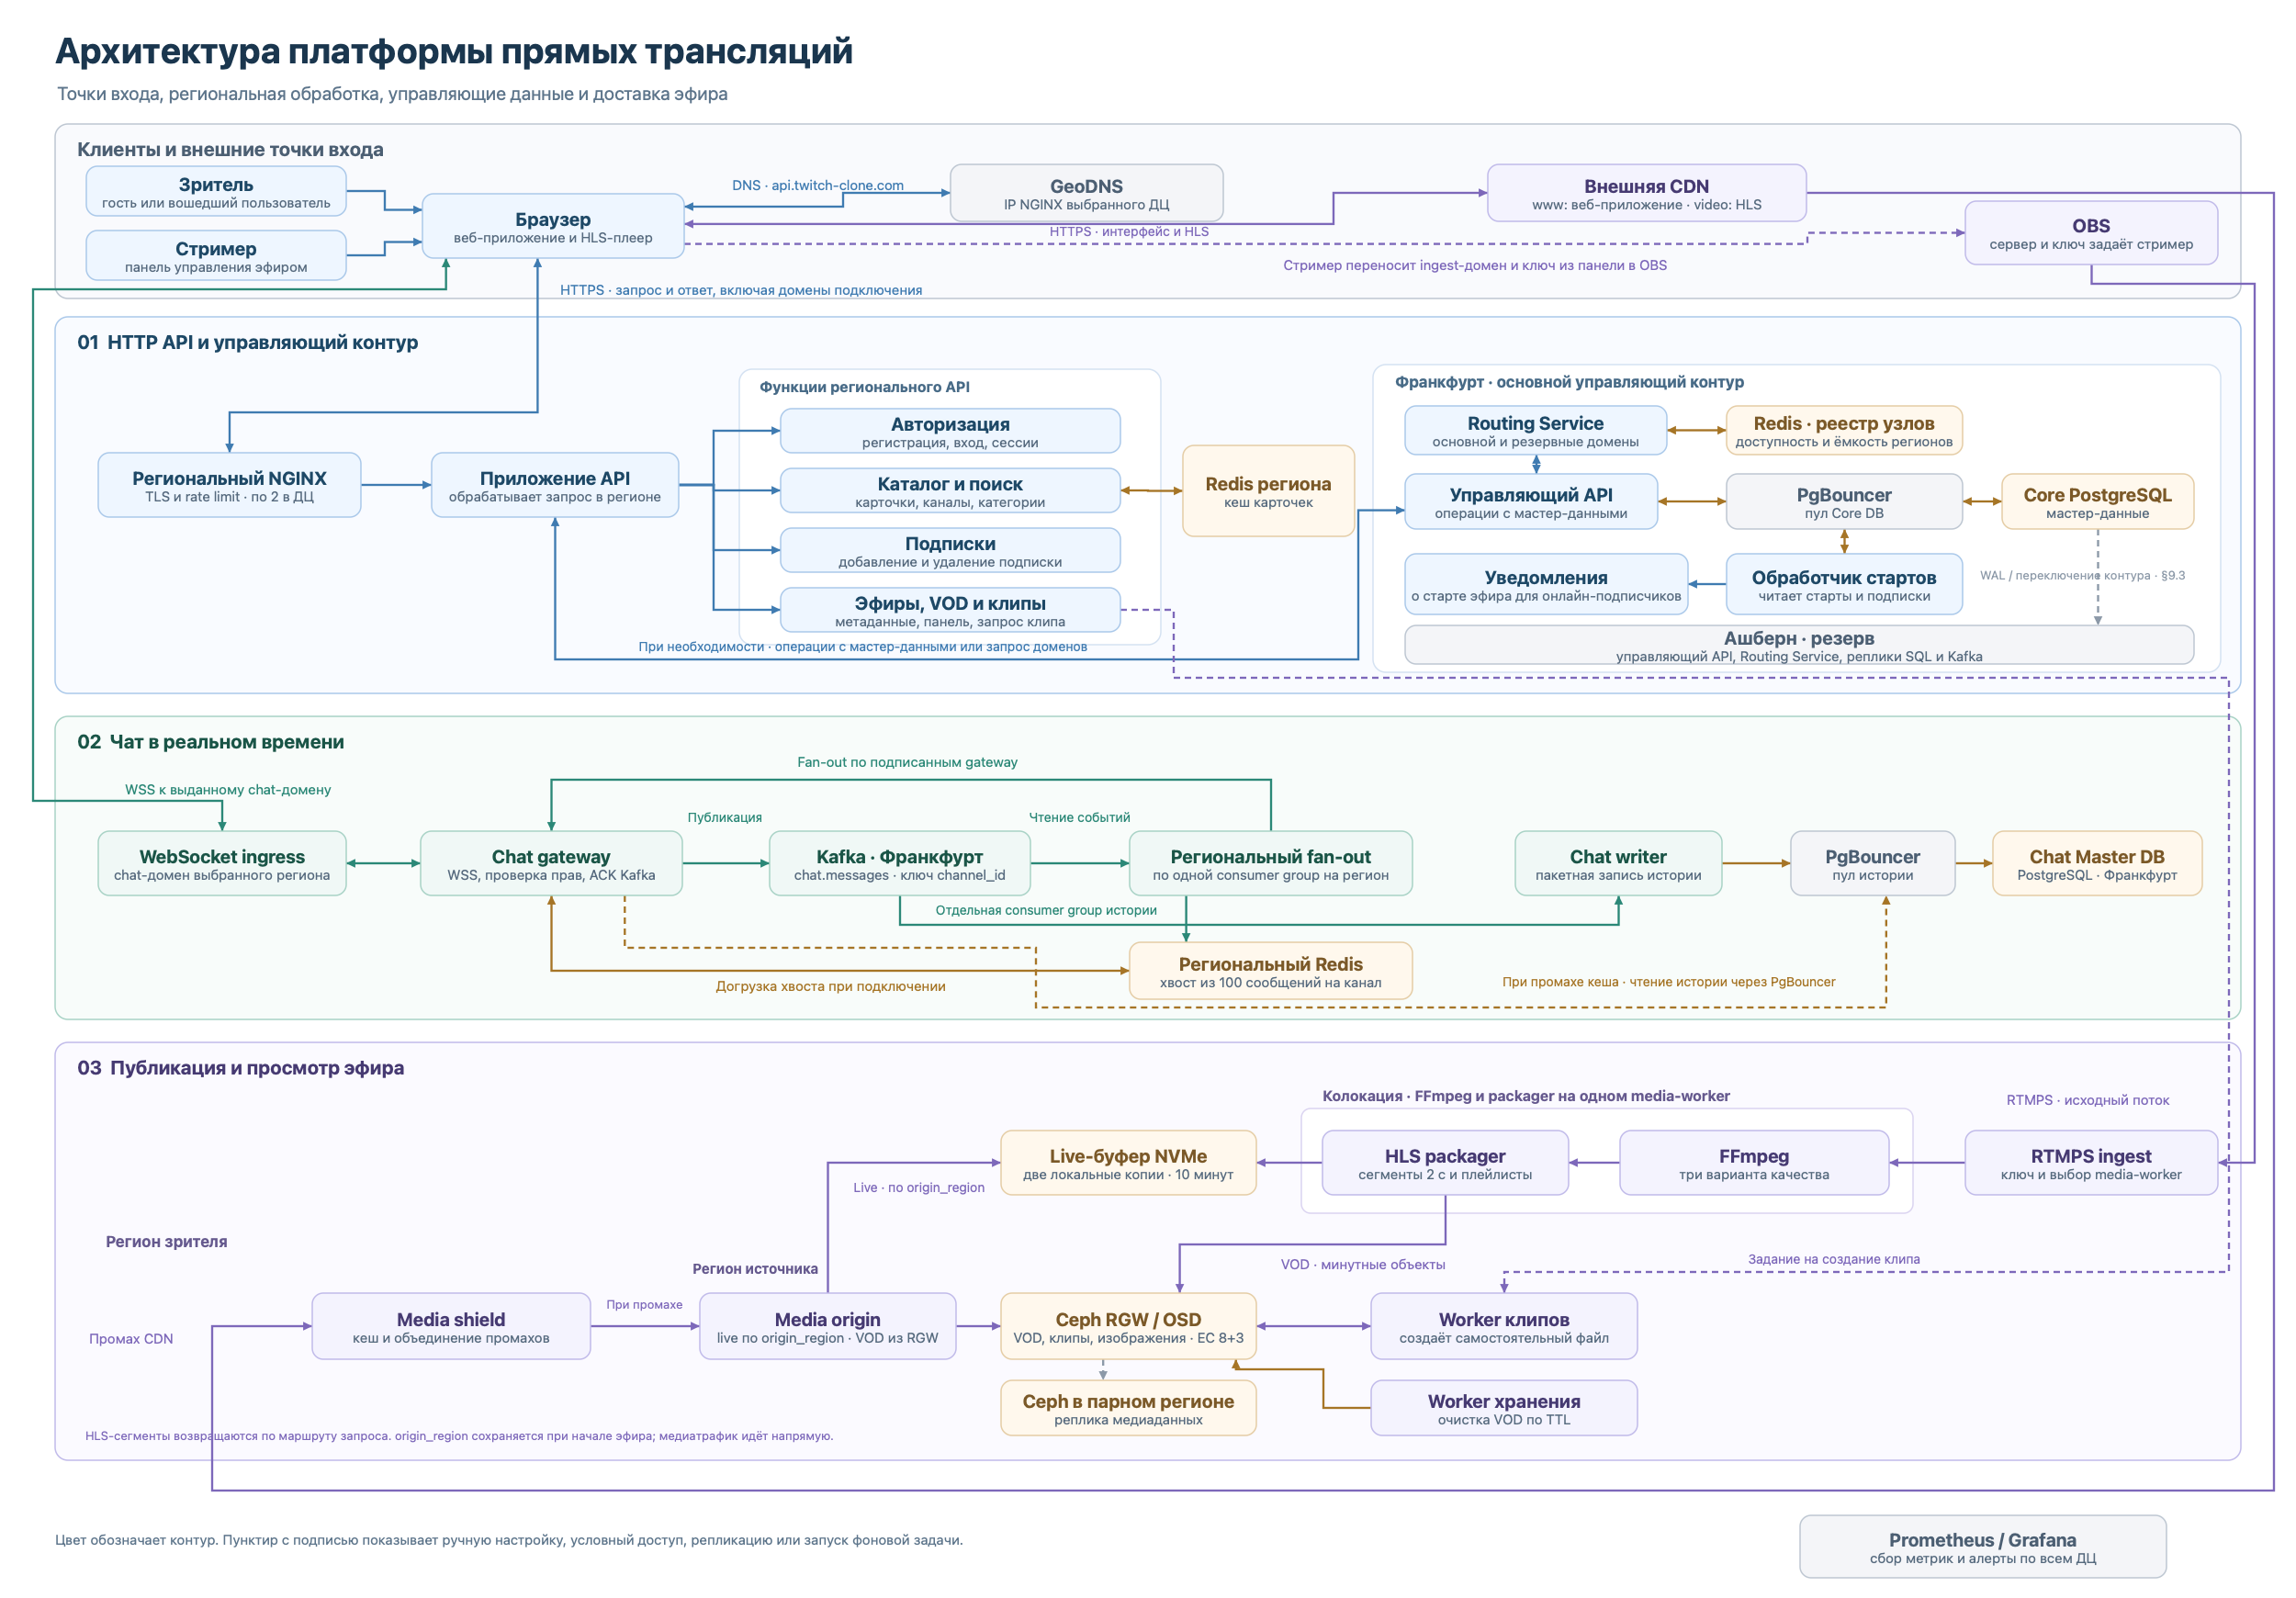 Архитектура платформы прямых трансляций
Точки входа, региональная обработка, управляющие данные и доставка эфира
Клиенты и внешние точки входа
Зритель
гость или вошедший пользователь
Стример
панель управления эфиром
Браузер
веб-приложение и HLS-плеер
DNS · api.twitch-clone.com
GeoDNS
IP NGINX выбранного ДЦ
HTTPS · интерфейс и HLS
Внешняя CDN
www: веб-приложение · video: HLS
OBS
сервер и ключ задаёт стример
Стример переносит ingest-домен и ключ из панели в OBS
HTTPS · запрос и ответ, включая домены подключения
01 HTTP API и управляющий контур
Региональный NGINX
TLS и rate limit · по 2 в ДЦ
Приложение API
обрабатывает запрос в регионе
Функции регионального API
Авторизация
регистрация, вход, сессии
Каталог и поиск
карточки, каналы, категории
Подписки
добавление и удаление подписки
Эфиры, VOD и клипы
метаданные, панель, запрос клипа
Redis региона
кеш карточек
При необходимости · операции с мастер-данными или запрос доменов
Франкфурт · основной управляющий контур
Routing Service
основной и резервные домены
Redis · реестр узлов
доступность и ёмкость регионов
Управляющий API
операции с мастер-данными
PgBouncer
пул Core DB
Core PostgreSQL
мастер-данные
Уведомления
о старте эфира для онлайн-подписчиков
Обработчик стартов
читает старты и подписки
WAL / переключение контура · §9.3
Ашберн · резерв
управляющий API, Routing Service, реплики SQL и Kafka
02 Чат в реальном времени
Fan-out по подписанным gateway
WSS к выданному chat-домену
Публикация
Чтение событий
WebSocket ingress
chat-домен выбранного региона
Chat gateway
WSS, проверка прав, ACK Kafka
Kafka · Франкфурт
chat.messages · ключ channel_id
Региональный fan-out
по одной consumer group на регион
Chat writer
пакетная запись истории
PgBouncer
пул истории
Chat Master DB
PostgreSQL · Франкфурт
Отдельная consumer group истории
Региональный Redis
хвост из 100 сообщений на канал
Догрузка хвоста при подключении
При промахе кеша · чтение истории через PgBouncer
03 Публикация и просмотр эфира
Колокация · FFmpeg и packager на одном media-worker
RTMPS · исходный поток
Live-буфер NVMe
две локальные копии · 10 минут
HLS packager
сегменты 2 с и плейлисты
FFmpeg
три варианта качества
RTMPS ingest
ключ и выбор media-worker
Live · по origin_region
Регион зрителя
Регион источника
VOD · минутные объекты
Задание на создание клипа
Промах CDN
Media shield
кеш и объединение промахов
При промахе
Media origin
live по origin_region · VOD из RGW
Ceph RGW / OSD
VOD, клипы, изображения · EC 8+3
Worker клипов
создаёт самостоятельный файл
Ceph в парном регионе
реплика медиаданных
Worker хранения
очистка VOD по TTL
HLS-сегменты возвращаются по маршруту запроса. origin_region сохраняется при начале эфира; медиатрафик идёт напрямую.
Цвет обозначает контур. Пунктир с подписью показывает ручную настройку, условный доступ, репликацию или запуск фоновой задачи.
Prometheus / Grafana
сбор метрик и алерты по всем ДЦ